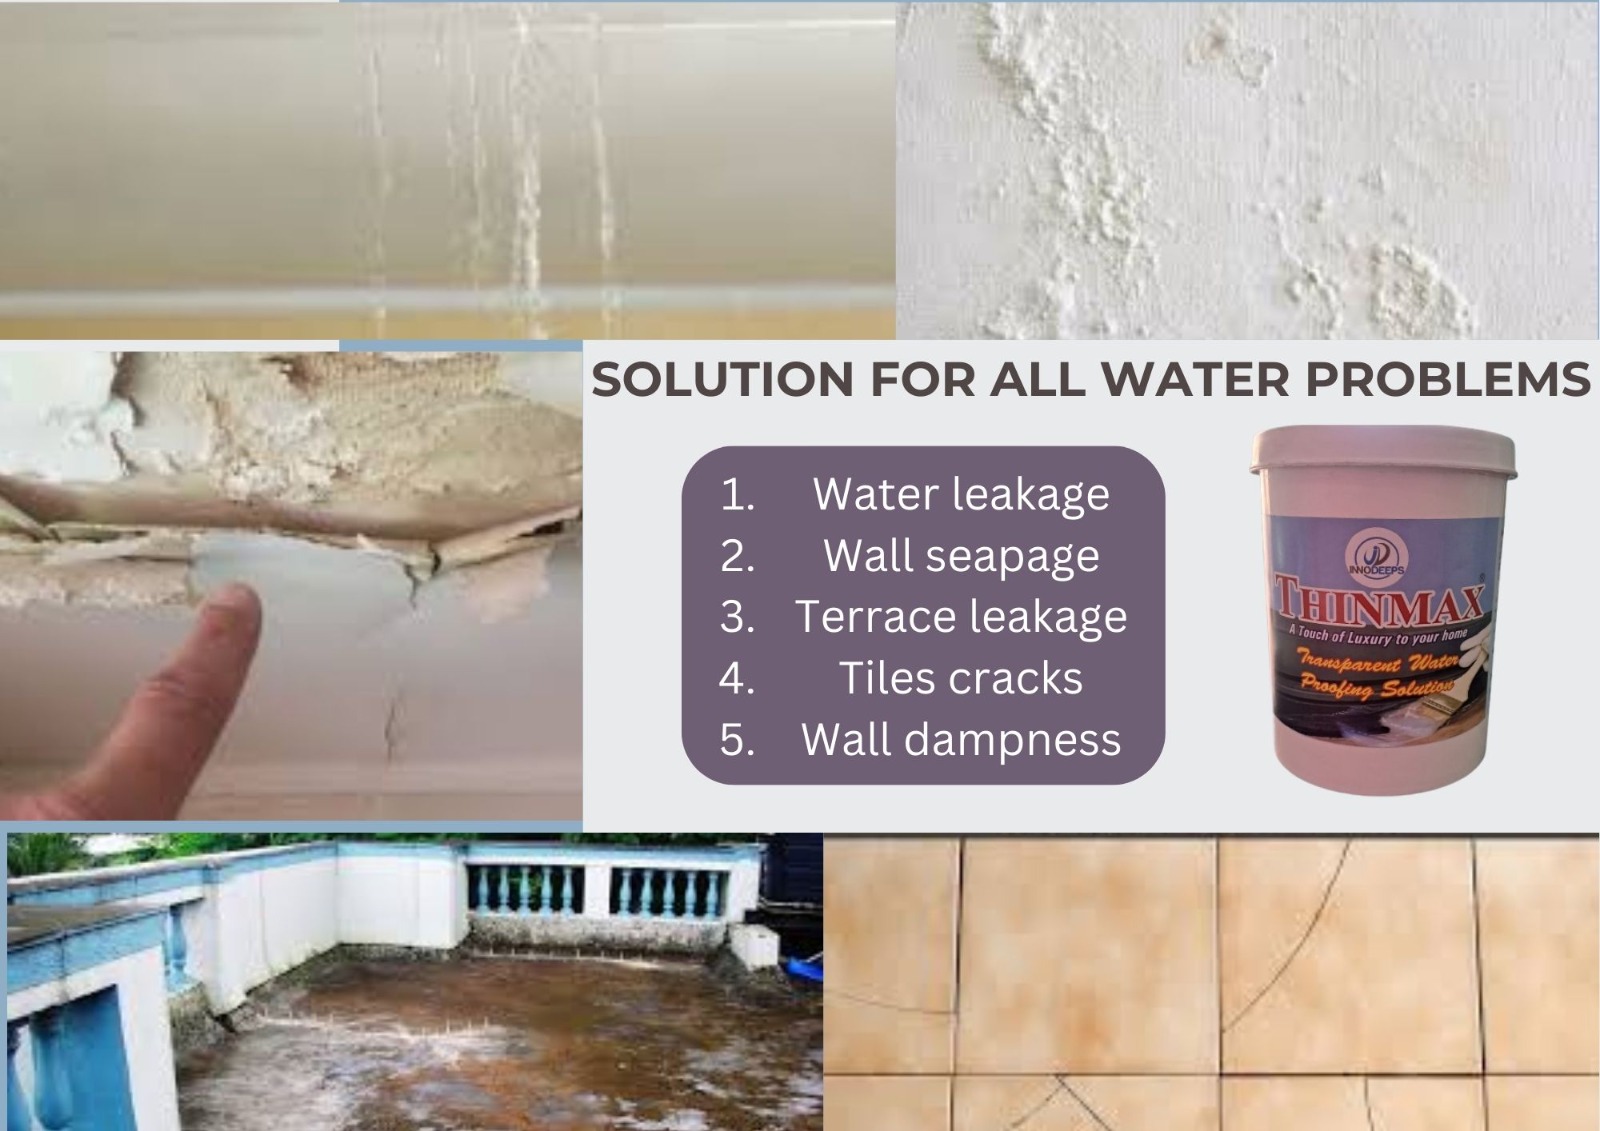 SOLUTION FOR ALL WATER PROBLEMS
1. Water leakage
2. Wall seapage
3. Terrace leakage
4. Tiles cracks
5. Wall dampness
INNODEEPS
THINMAX®
A Touch of Luxury to your home
Transparent Water
Proofing Solution